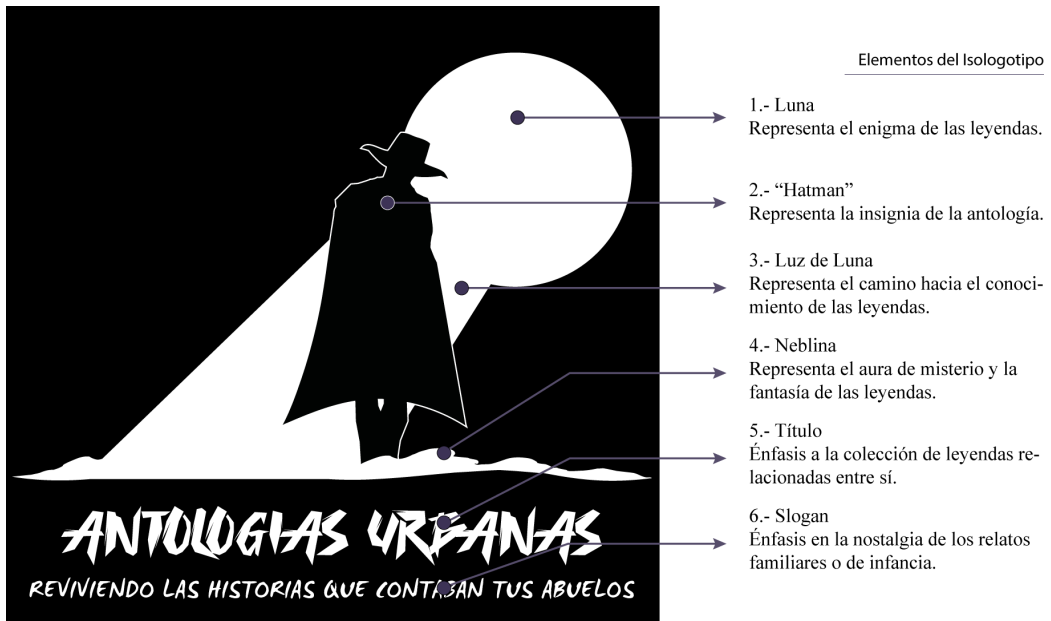 Elementos del Isologotipo
1.- Luna
Representa el enigma de las leyendas.
2.- “Hatman”
Representa la insignia de la antología.
3.- Luz de Luna
Representa el camino hacia el conoci-
miento de las leyendas.
4.- Neblina
Representa el aura de misterio y la
fantasía de las leyendas.
5.- Título
Énfasis a la colección de leyendas re-
lacionadas entre sí.
6.- Slogan
Énfasis en la nostalgia de los relatos
familiares o de infancia.
ANTOLOGIAS URBANAS
REVIVIENDO LAS HISTORIAS QUE CONTABAN TUS ABUELOS